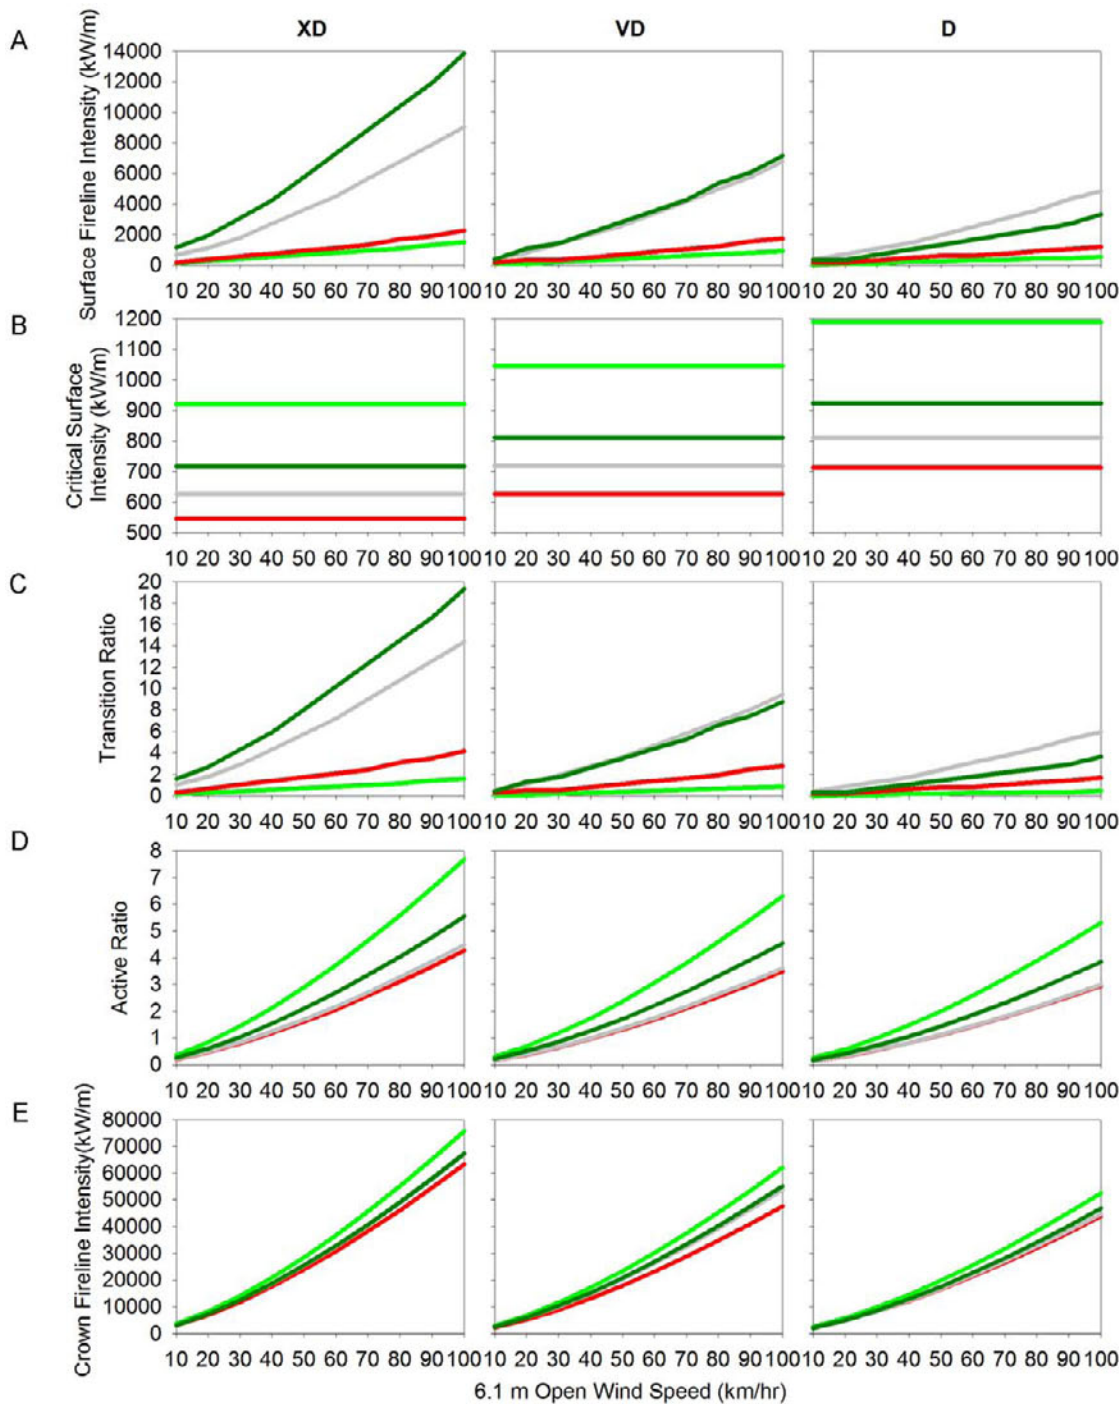 XD VD D
A
Surface Fireline Intensity (kW/m)
14000
12000
10000
8000
6000
4000
2000
0
10 20 30 40 50 60 70 80 90 100 10 20 30 40 50 60 70 80 90 100 10 20 30 40 50 60 70 80 90 100
B
Critical Surface
Intensity (kW/m)
1200
1100
1000
900
800
700
600
500
10 20 30 40 50 60 70 80 90 100 10 20 30 40 50 60 70 80 90 100 10 20 30 40 50 60 70 80 90 100
C
Transition Ratio
20
18
16
14
12
10
8
6
4
2
0
10 20 30 40 50 60 70 80 90 100 10 20 30 40 50 60 70 80 90 100 10 20 30 40 50 60 70 80 90 100
D
Active Ratio
8
7
6
5
4
3
2
1
0
10 20 30 40 50 60 70 80 90 100 10 20 30 40 50 60 70 80 90 100 10 20 30 40 50 60 70 80 90 100
E
Crown Fireline Intensity(kW/m)
80000
70000
60000
50000
40000
30000
20000
10000
0
10 20 30 40 50 60 70 80 90 100 10 20 30 40 50 60 70 80 90 100 10 20 30 40 50 60 70 80 90 100
6.1 m Open Wind Speed (km/hr)